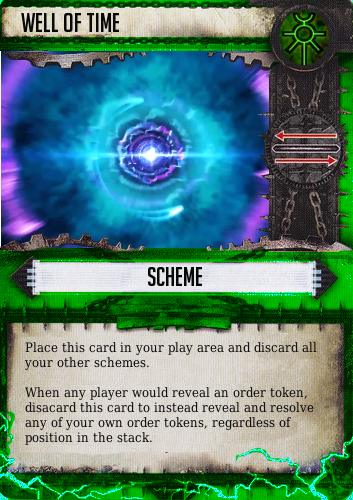 WELL OF TIME
SCHEME
Place this card in your play area and discard all
your other schemes.
When any player would reveal an order token,
disacard this card to instead reveal and resolve
any of your own order tokens, regardless of
position in the stack.
-